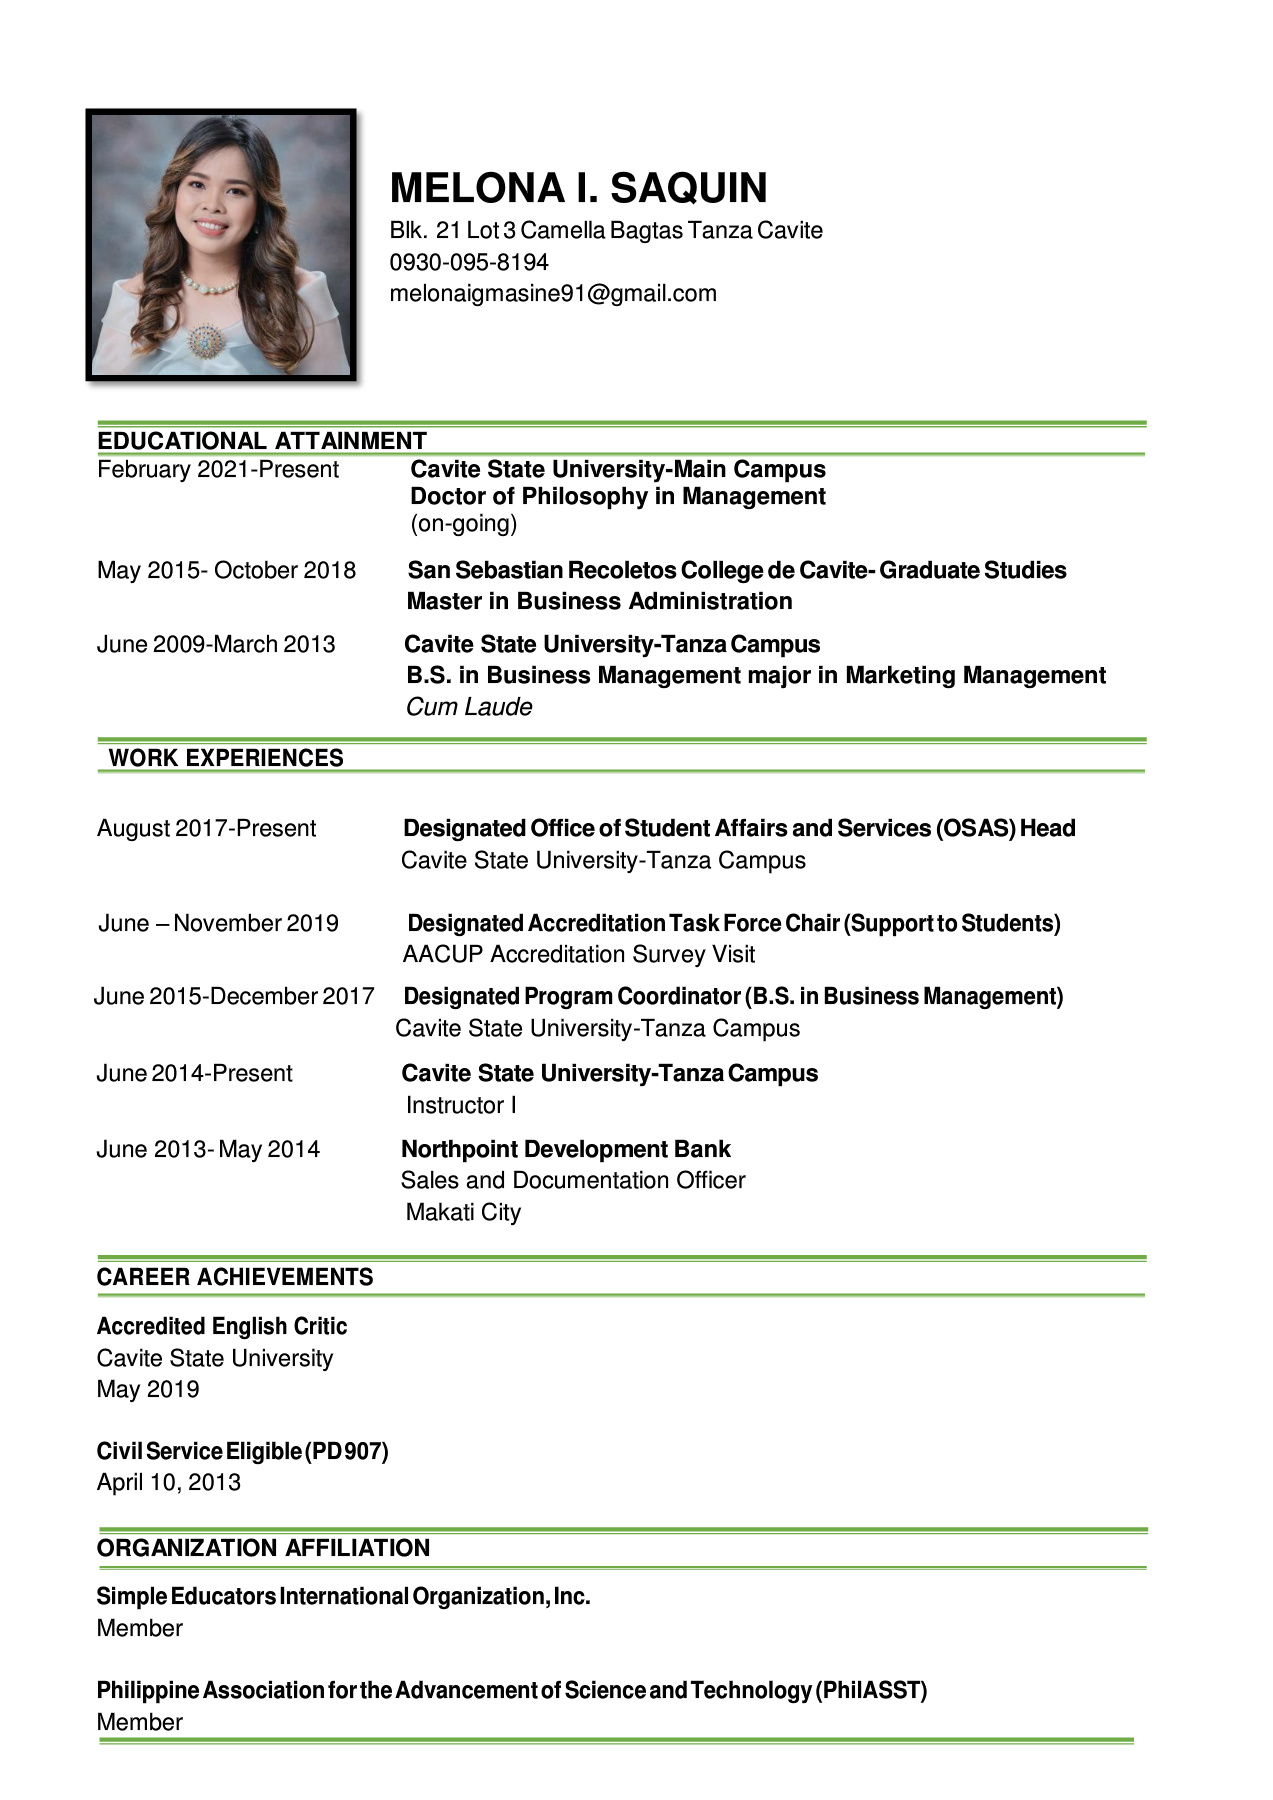 MELONA I. SAQUIN
Blk. 21 Lot 3 Camella Bagtas Tanza Cavite
0930-095-8194
melonaigmasine91@gmail.com
EDUCATIONAL ATTAINMENT
February 2021-Present Cavite State University-Main Campus
Doctor of Philosophy in Management
(on-going)
May 2015- October 2018 San Sebastian Recoletos College de Cavite- Graduate Studies
Master in Business Administration
June 2009-March 2013 Cavite State University-Tanza Campus
B.S. in Business Management major in Marketing Management
Cum Laude
WORK EXPERIENCES
August 2017-Present Designated Office of Student Affairs and Services (OSAS) Head
Cavite State University-Tanza Campus
June – November 2019 Designated Accreditation Task Force Chair (Support to Students)
AACUP Accreditation Survey Visit
June 2015-December 2017 Designated Program Coordinator (B.S. in Business Management)
Cavite State University-Tanza Campus
June 2014-Present Cavite State University-Tanza Campus
Instructor I
June 2013- May 2014 Northpoint Development Bank
Sales and Documentation Officer
Makati City
CAREER ACHIEVEMENTS
Accredited English Critic
Cavite State University
May 2019
Civil Service Eligible (PD 907)
April 10, 2013
ORGANIZATION AFFILIATION
Simple Educators International Organization, Inc.
Member
Philippine Association for the Advancement of Science and Technology (PhilASST)
Member